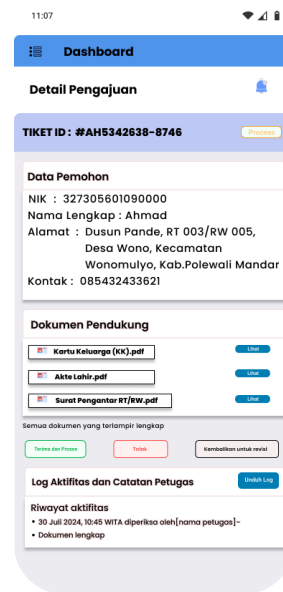 11:07
Dashboard
Detail Pengajuan
TIKET ID : #AH5342638-8746
Process
Data Pemohon
NIK : 327305601090000
Nama Lengkap : Ahmad
Alamat : Dusun Pande, RT 003/RW 005,
Desa Wono, Kecamatan
Wonomulyo, Kab.Polewali Mandar
Kontak : 085432433621
Dokumen Pendukung
Kartu Keluarga (KK).pdf
Lihat
Akte Lahir.pdf
Lihat
Surat Pengantar RT/RW.pdf
Lihat
Semua dokumen yang terlampir lengkap
Terima dan Proses
Tolak
Kembalikan untuk revisi
Log Aktifitas dan Catatan Petugas
Unduh Log
Riwayat aktifitas
• 30 Juli 2024, 10:45 WITA diperiksa oleh[nama petugas]-
• Dokumen lengkap